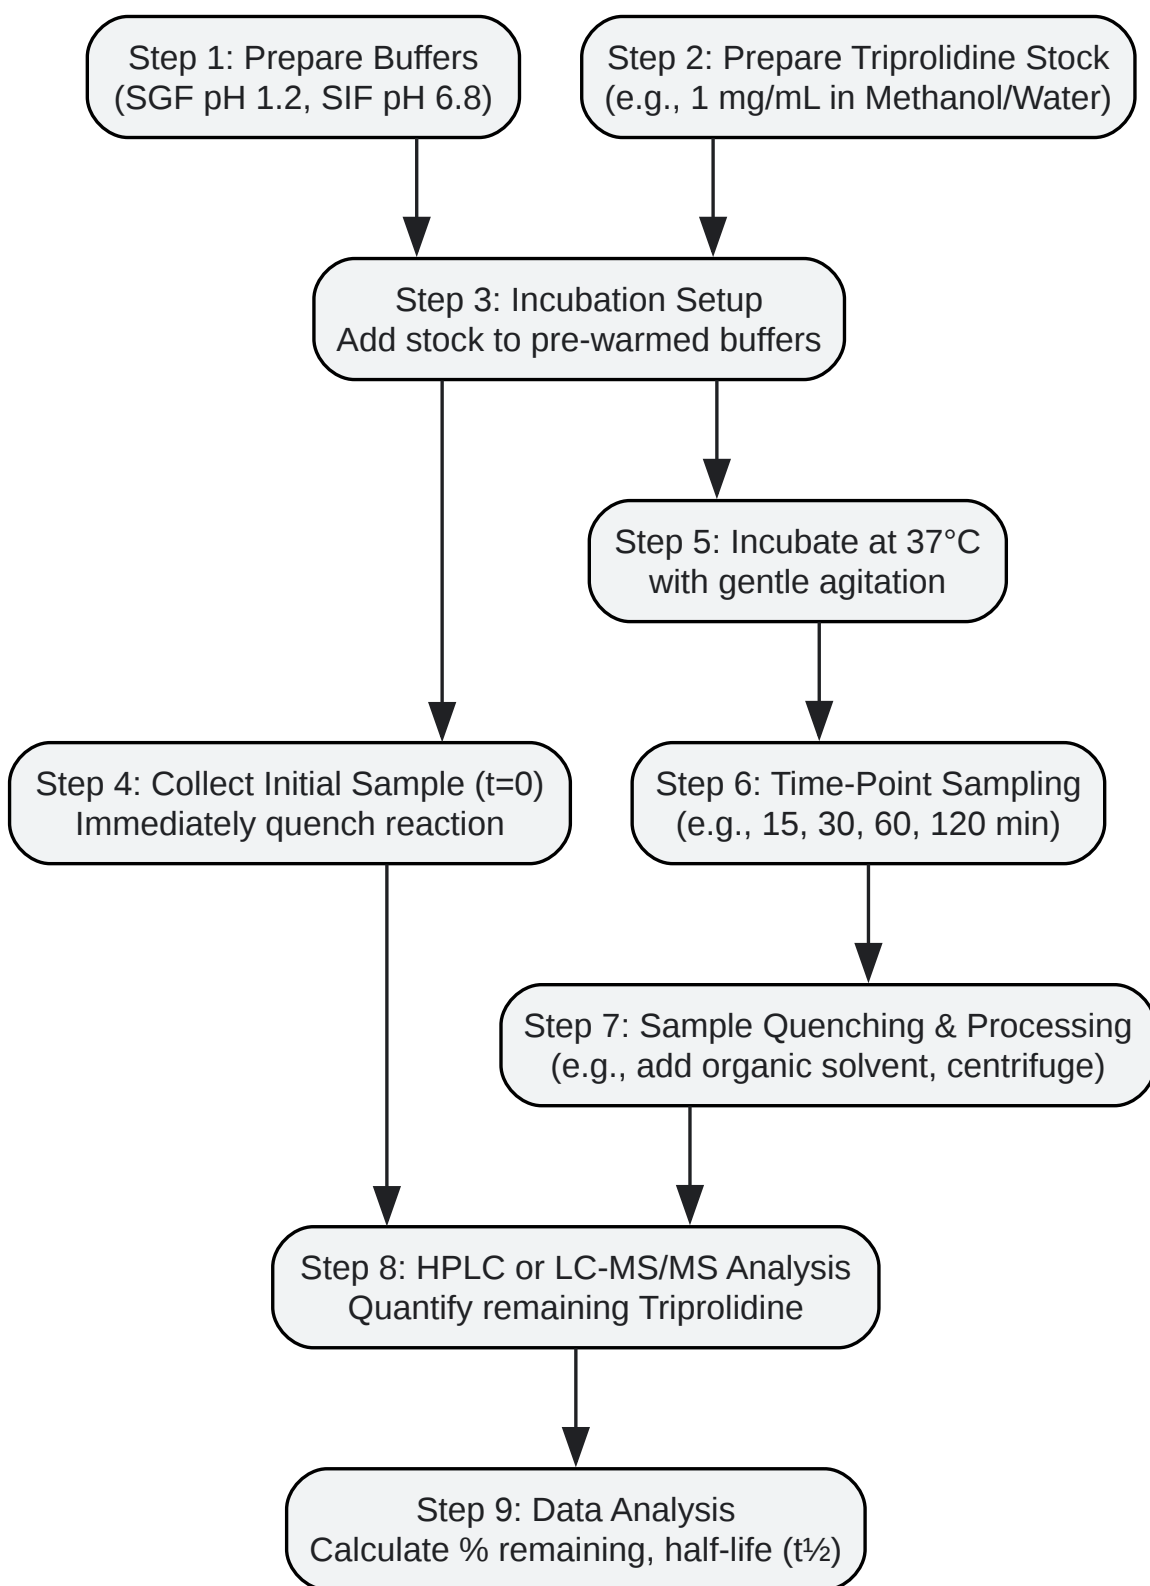 Step 1: Prepare Buffers
(SGF pH 1.2, SIF pH 6.8)
Step 2: Prepare Triprolidine Stock
(e.g., 1 mg/mL in Methanol/Water)
Step 3: Incubation Setup
Add stock to pre-warmed buffers
Step 5: Incubate at 37°C
with gentle agitation
Step 4: Collect Initial Sample (t=0)
Immediately quench reaction
Step 6: Time-Point Sampling
(e.g., 15, 30, 60, 120 min)
Step 7: Sample Quenching & Processing
(e.g., add organic solvent, centrifuge)
Step 8: HPLC or LC-MS/MS Analysis
Quantify remaining Triprolidine
Step 9: Data Analysis
Calculate % remaining, half-life (t½)